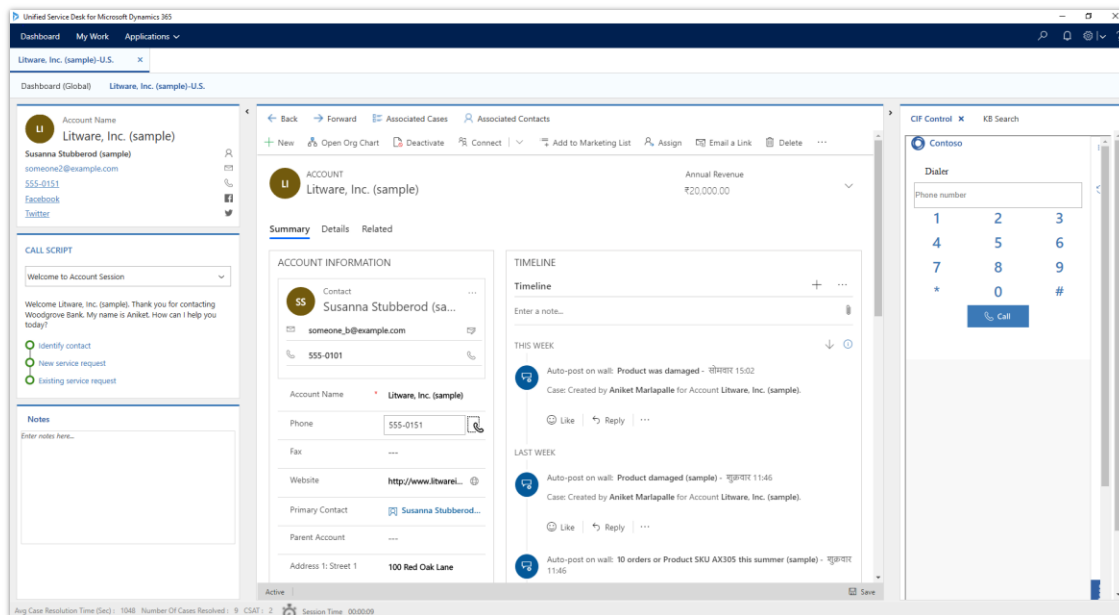 Unified Service Desk for Microsoft Dynamics 365
Dashboard My Work Applications
Litware, Inc. (sample)-U.S. ×
Dashboard (Global) Litware, Inc. (sample)-U.S.
LI
Account Name
Litware, Inc. (sample)
Susanna Stubberod (sample)
someone2@example.com
555-0151
Facebook
Twitter
CALL SCRIPT
Welcome to Account Session
Welcome Litware, Inc. (sample). Thank you for contacting
Woodgrove Bank. My name is Aniket. How can I help you
today?
Identify contact
New service request
Existing service request
Notes
Enter notes here...
Back Forward Associated Cases Associated Contacts
New Open Org Chart Deactivate Connect Add to Marketing List Assign Email a Link Delete ...
LI
ACCOUNT
Litware, Inc. (sample)
Annual Revenue
₹20,000.00
Summary Details Related
ACCOUNT INFORMATION
SS
Contact
...
Susanna Stubberod (sa...
someone_b@example.com
555-0101
Account Name * Litware, Inc. (sample)
Phone 555-0151
Fax ---
Website http://www.litwarei...
Primary Contact Susanna Stubberod...
Parent Account ---
Address 1: Street 1 100 Red Oak Lane
TIMELINE
Timeline + ...
Enter a note...
THIS WEEK
Auto-post on wall: Product was damaged - सोमवार 15:02
Case: Created by Aniket Marlapalle for Account Litware, Inc. (sample).
Like Reply ...
LAST WEEK
Auto-post on wall: Product damaged (sample) - शुक्रवार 11:46
Case: Created by Aniket Marlapalle for Account Litware, Inc. (sample).
Like Reply ...
Auto-post on wall: 10 orders or Product SKU AX305 this summer (sample) - शुक्रवार
11:46
Active
Save
CIF Control × KB Search
Contoso
Dialer
Phone number
1 2 3
4 5 6
7 8 9
* 0 #
Call
Avg Case Resolution Time (Sec) : 1048 Number Of Cases Resolved : 9 CSAT : 2 Session Time 00:00:09